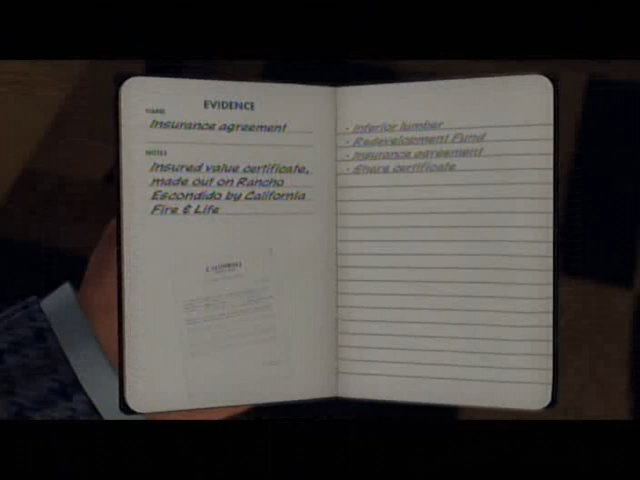 EVIDENCE
NAME
Insurance agreement
NOTES
Insured value certificate,
made out on Rancho
Escondido by California
Fire & Life
CALIFORNIA
- Inferior lumber
- Redevelopment Fund
- Insurance agreement
- Share certificate